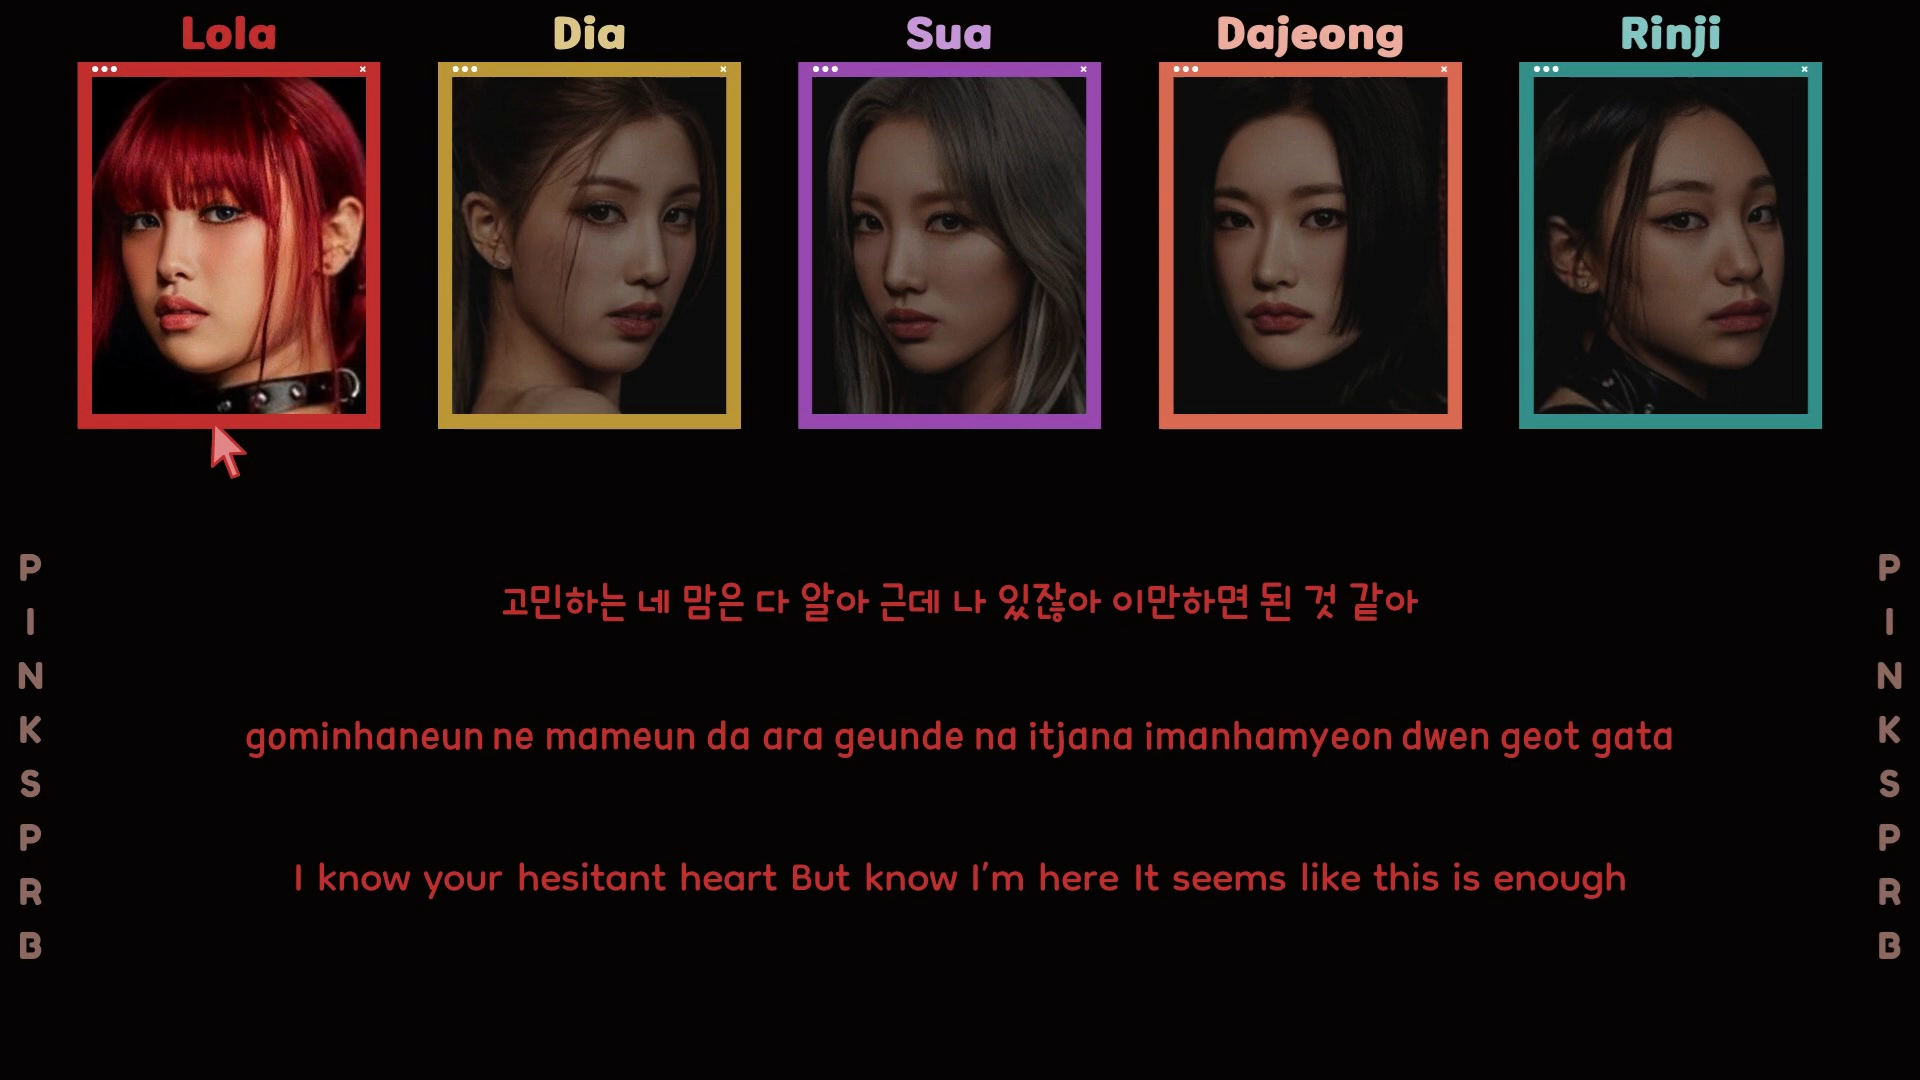 Lola
Dia
Sua
Dajeong
Rinji
고민하는 네 맘은 다 알아 근데 나 있잖아 이만하면 된 것 같아
gominhaneun ne mameun da ara geunde na itjana imanhamyeon dwen geot gata
I know your hesitant heart But know I'm here It seems like this is enough
PINKSPRB
PINKSPRB